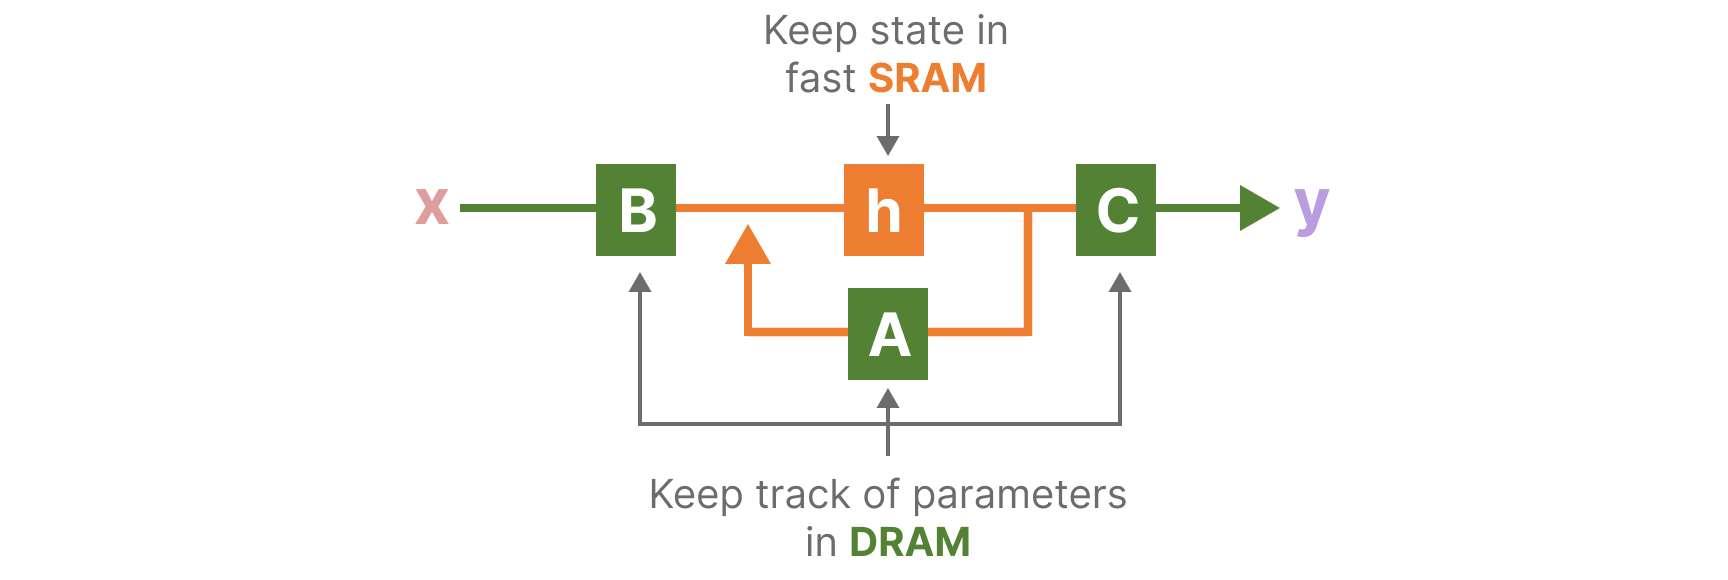 Keep state in
fast SRAM
x B h C y
A
Keep track of parameters
in DRAM